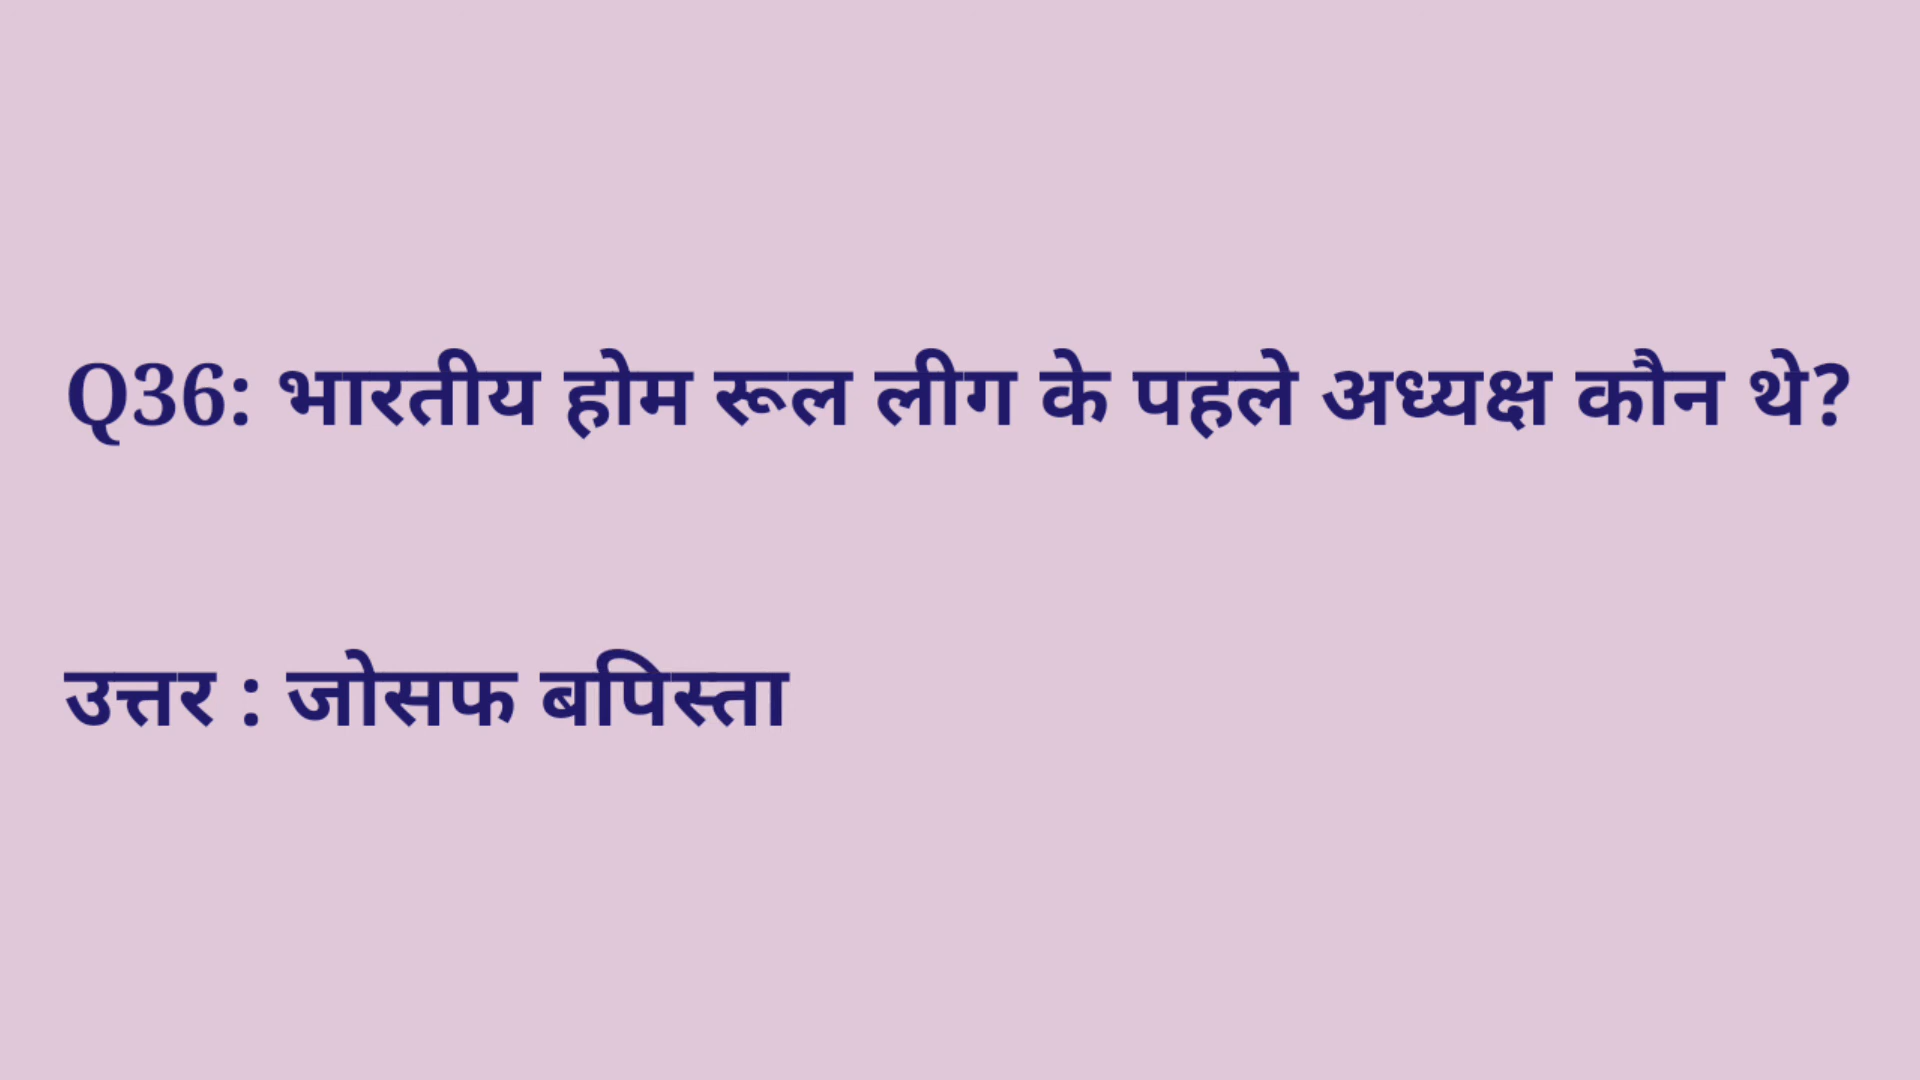 Q36: भारतीय होम रूल लीग के पहले अध्यक्ष कौन थे?
उत्तर : जोसफ बपिस्ता